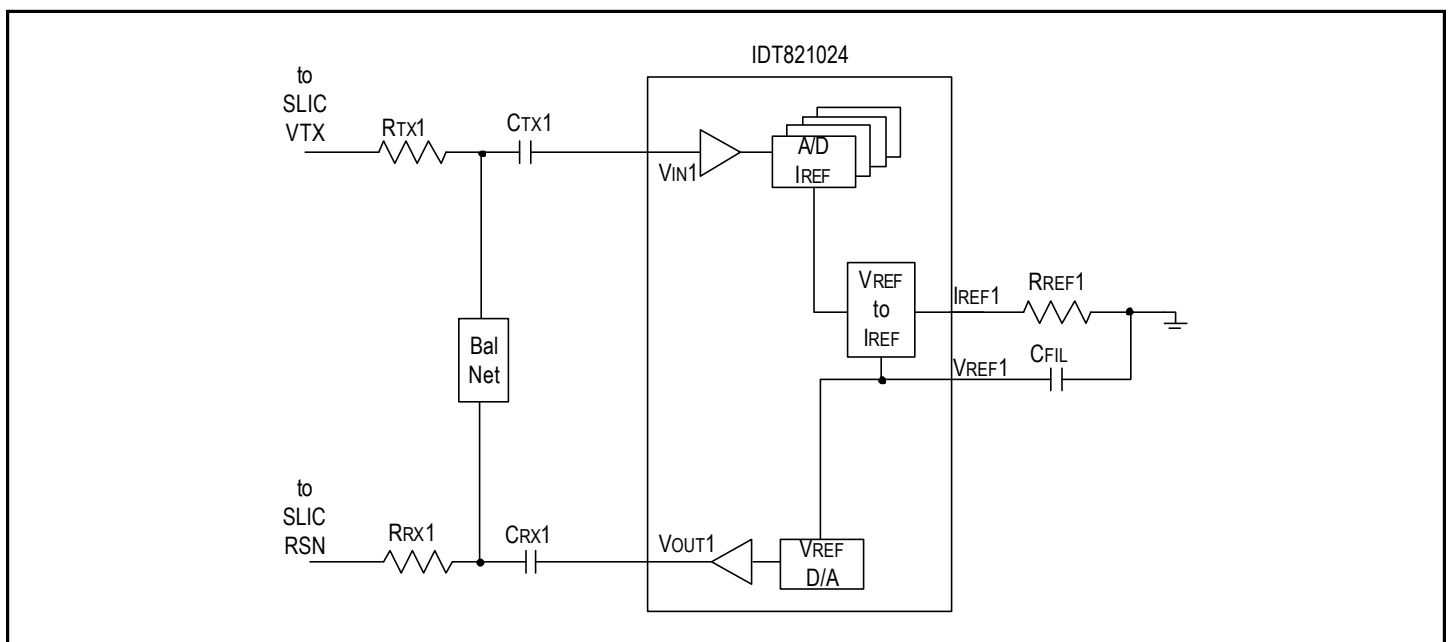 IDT821024
to
SLIC
VTX
RTX1
CTX1
VIN1
A/D
IREF
VREF
to
IREF
IREF1
RREF1
VREF1
CFIL
Bal
Net
to
SLIC
RSN
RRX1
CRX1
VOUT1
VREF
D/A